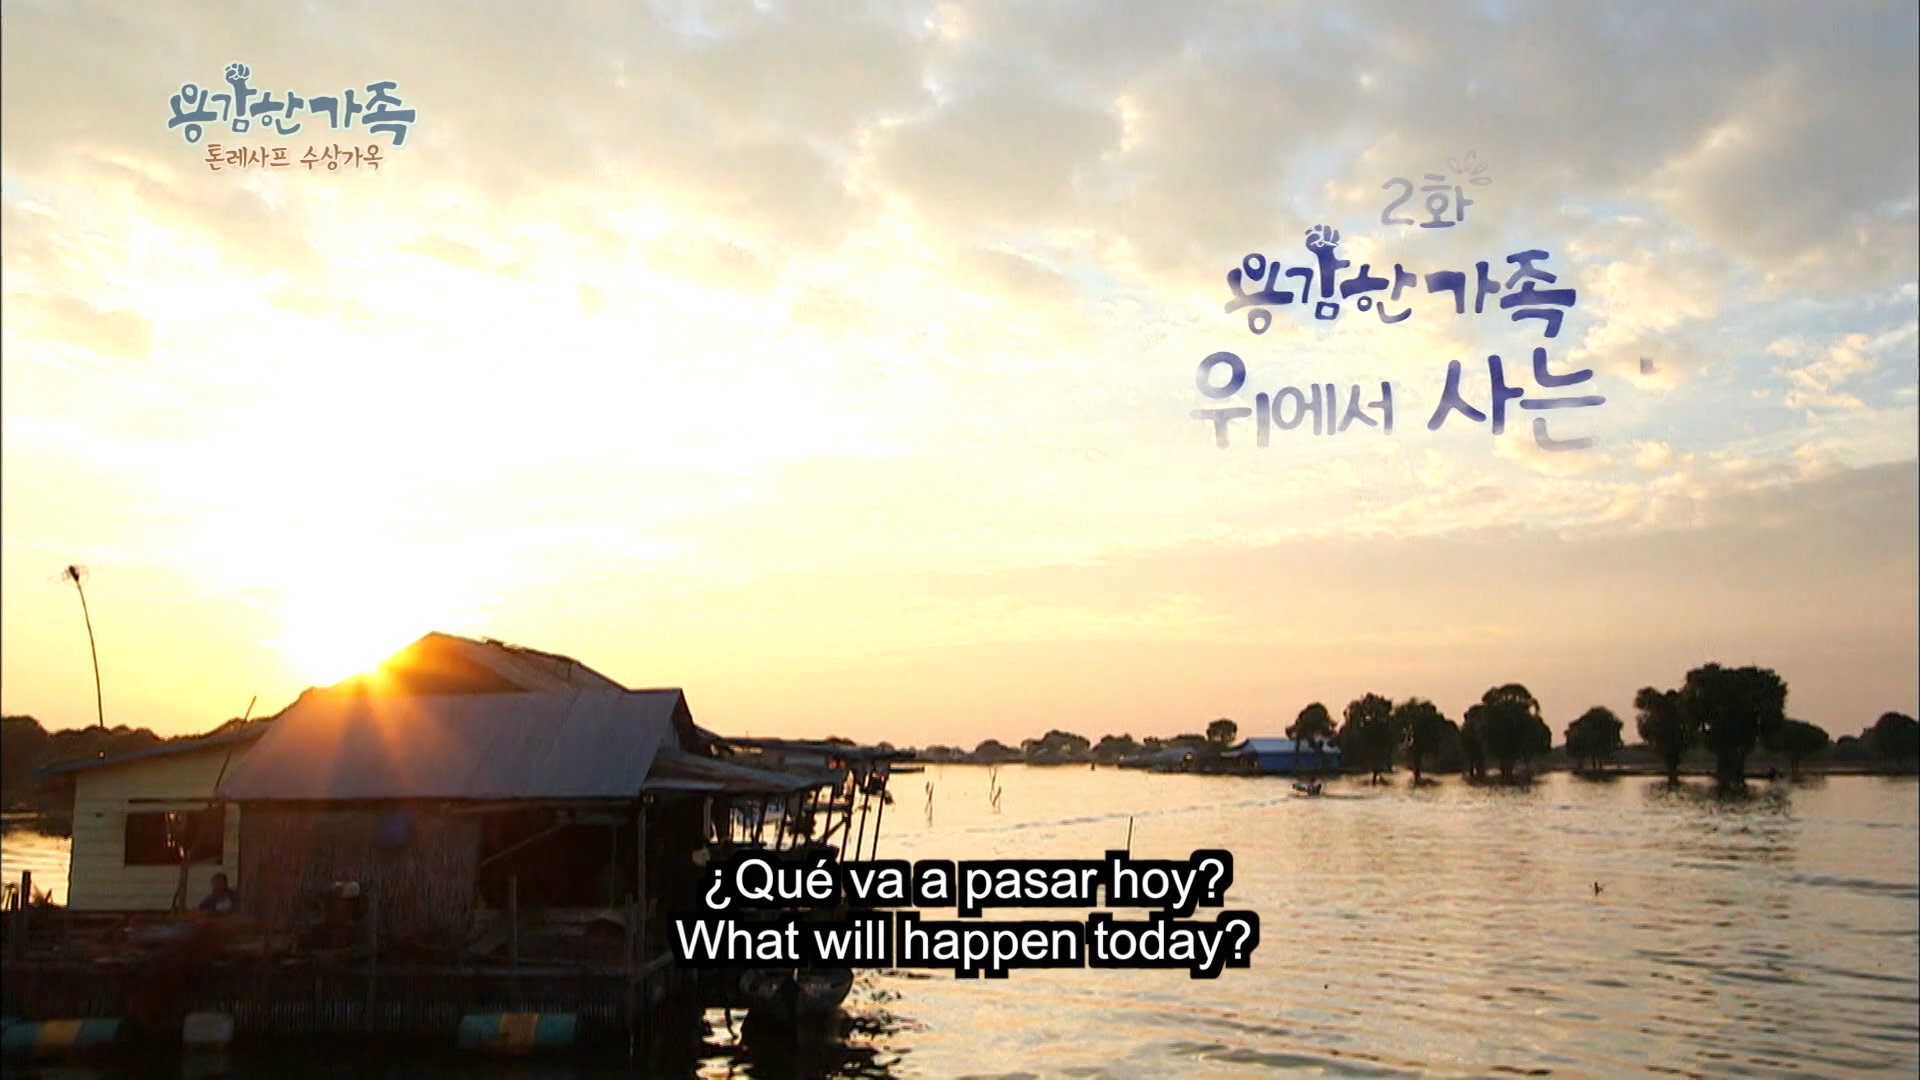 용감한 가족
톤레사프 수상가옥
2화
용감한 가족
위에서 사는
¿Qué va a pasar hoy?
What will happen today?